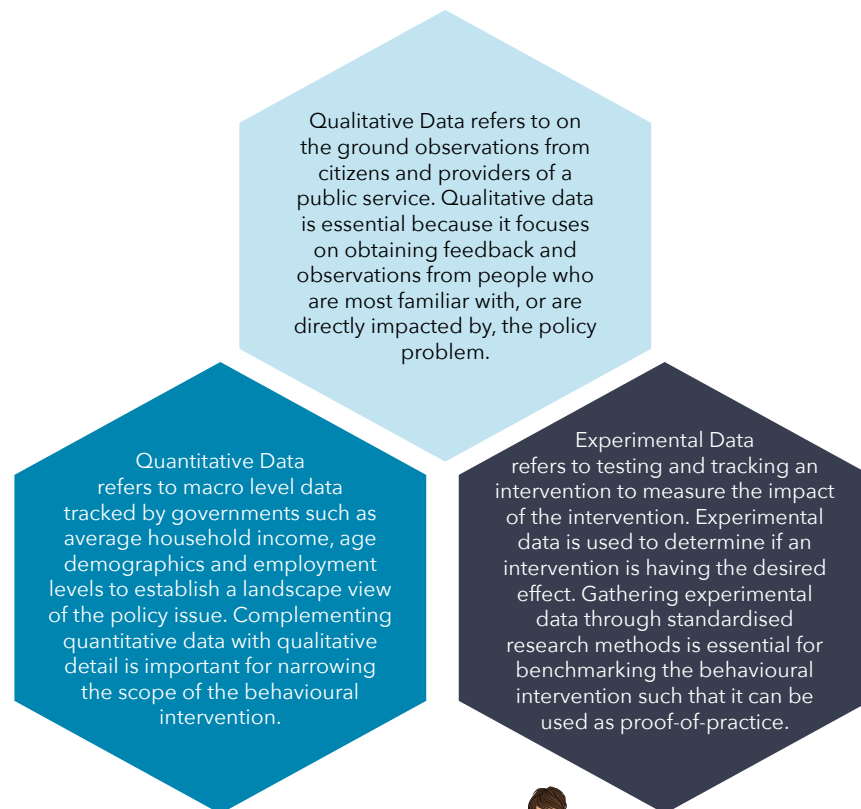 Qualitative Data refers to on
the ground observations from
citizens and providers of a
public service. Qualitative data
is essential because it focuses
on obtaining feedback and
observations from people who
are most familiar with, or are
directly impacted by, the policy
problem.
Quantitative Data
refers to macro level data
tracked by governments such as
average household income, age
demographics and employment
levels to establish a landscape view
of the policy issue. Complementing
quantitative data with qualitative
detail is important for narrowing
the scope of the behavioural
intervention.
Experimental Data
refers to testing and tracking an
intervention to measure the impact
of the intervention. Experimental
data is used to determine if an
intervention is having the desired
effect. Gathering experimental
data through standardised
research methods is essential for
benchmarking the behavioural
intervention such that it can be
used as proof-of-practice.